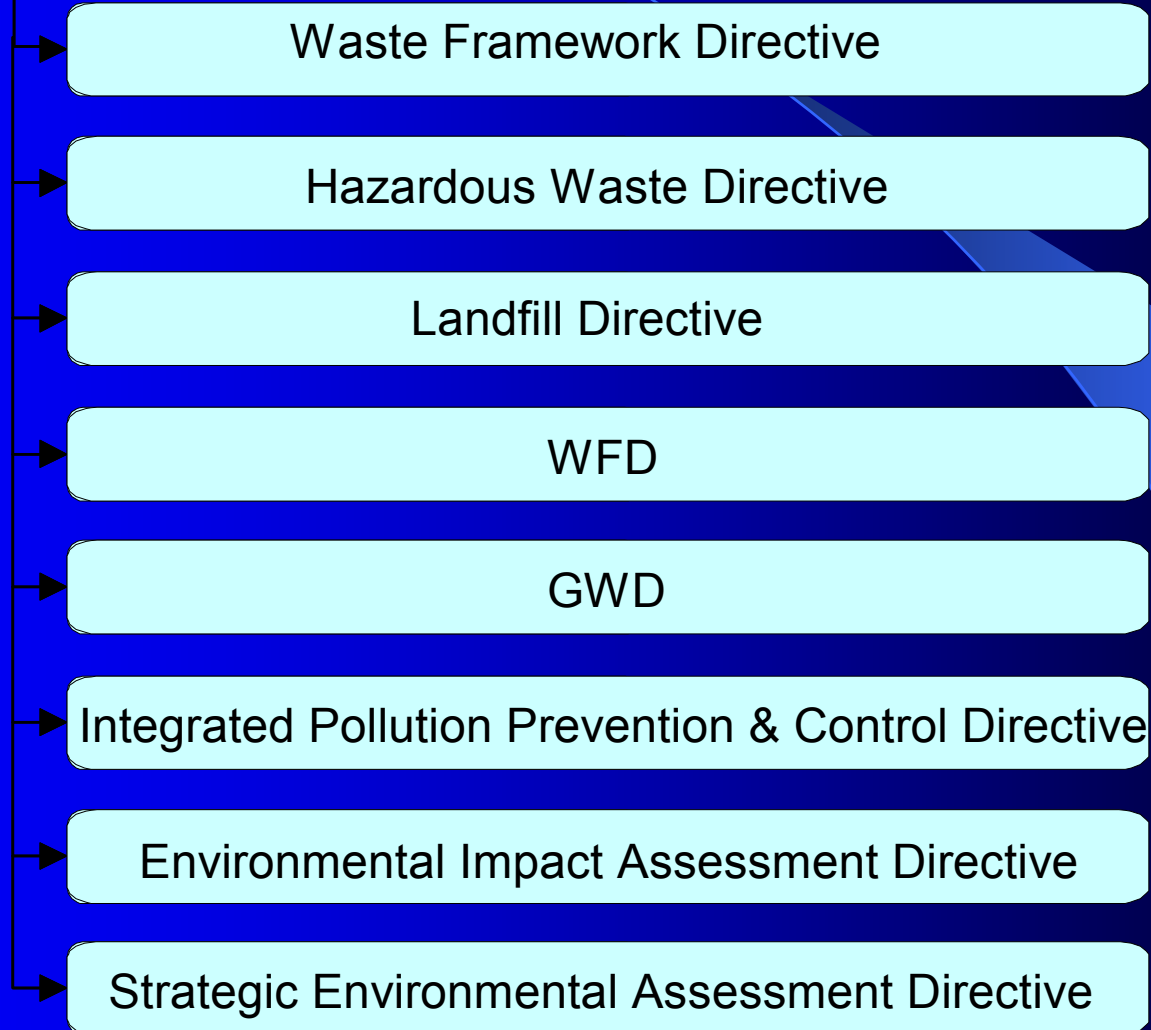 Waste Framework Directive
Hazardous Waste Directive
Landfill Directive
WFD
GWD
Integrated Pollution Prevention & Control Directive
Environmental Impact Assessment Directive
Strategic Environmental Assessment Directive